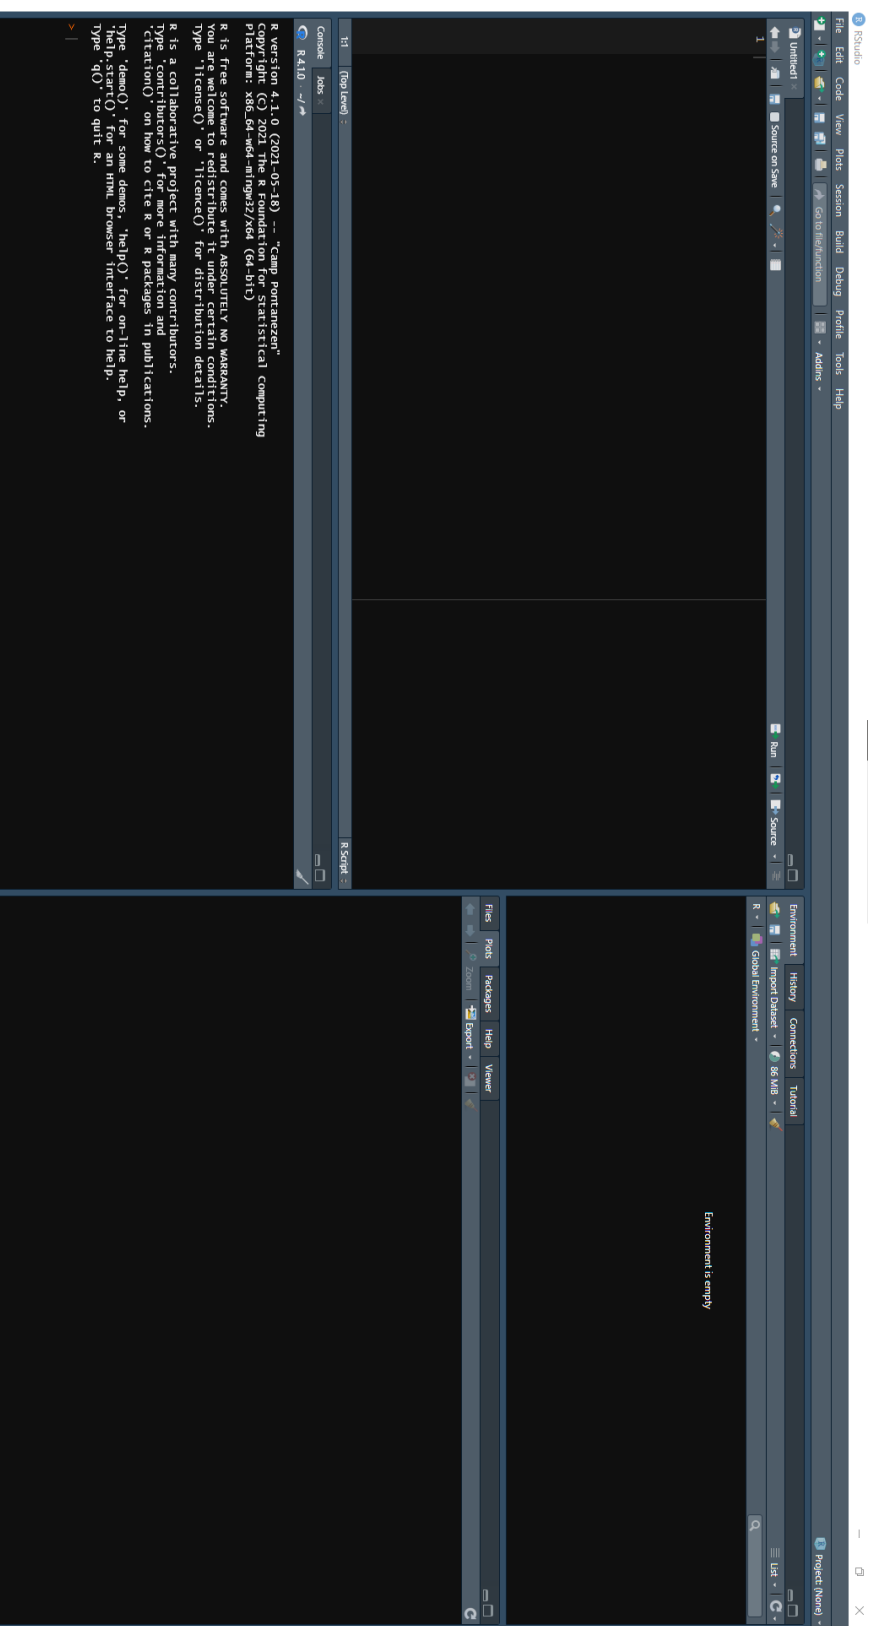 RStudio
File Edit Code View Plots Session Build Debug Profile Tools Help
Go to file/function Addins Project: (None)
Untitled1
Source on Save Run Source
1
1:1 (Top Level) R Script
Console Jobs
R 4.1.0 · ~/
R version 4.1.0 (2021-05-18) -- "Camp Pontanezen"
Copyright (C) 2021 The R Foundation for Statistical Computing
Platform: x86_64-w64-mingw32/x64 (64-bit)
R is free software and comes with ABSOLUTELY NO WARRANTY.
You are welcome to redistribute it under certain conditions.
Type 'license()' or 'licence()' for distribution details.
R is a collaborative project with many contributors.
Type 'contributors()' for more information and
'citation()' on how to cite R or R packages in publications.
Type 'demo()' for some demos, 'help()' for on-line help, or
'help.start()' for an HTML browser interface to help.
Type 'q()' to quit R.
>
Environment History Connections Tutorial
Import Dataset 86 MiB List
R Global Environment
Environment is empty
Files Plots Packages Help Viewer
Zoom Export